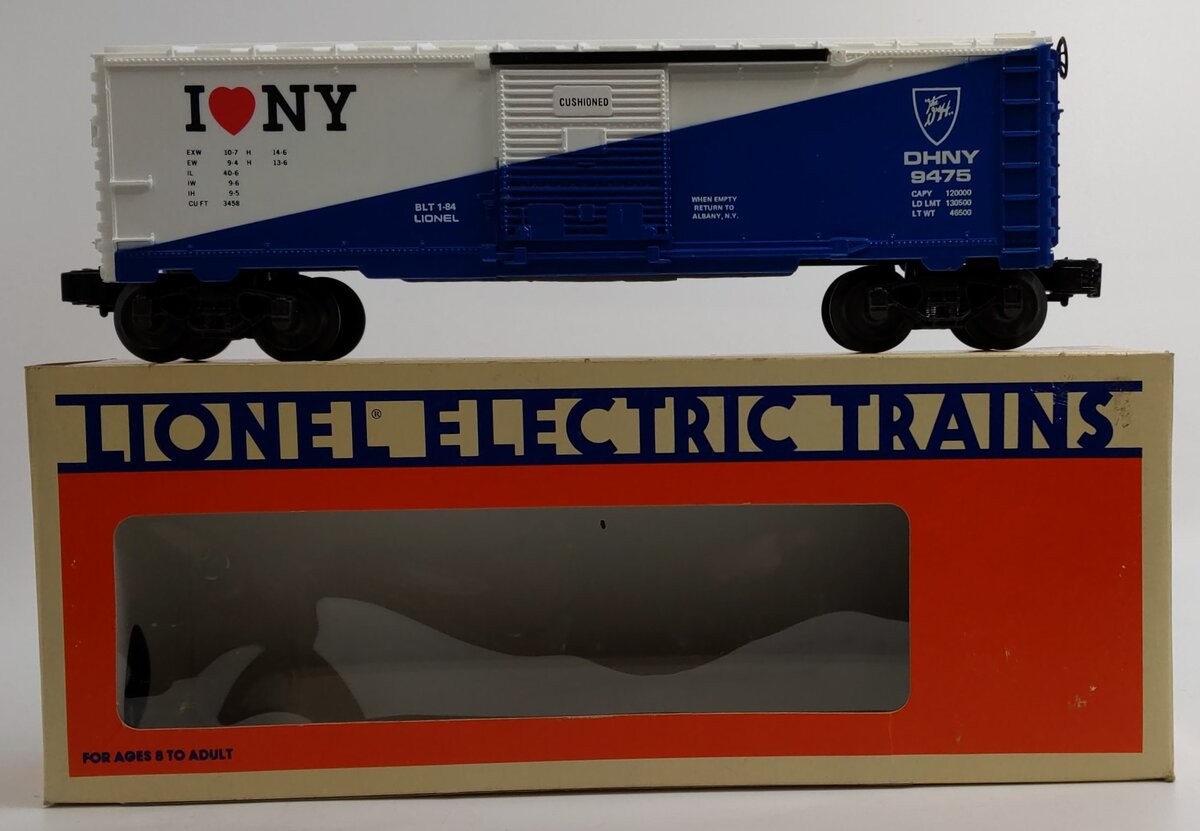 I ❤ NY
EXW 10-7 H 14-6
EW 9-4 H 13-6
IL 40-6
IW 9-6
IH 9-5
CU FT 3458
BLT 1-84
LIONEL
CUSHIONED
WHEN EMPTY
RETURN TO
ALBANY, N.Y.
DHNY
9475
CAPY 120000
LD LMT 130500
LT WT 46500
LIONEL® ELECTRIC TRAINS
FOR AGES 8 TO ADULT